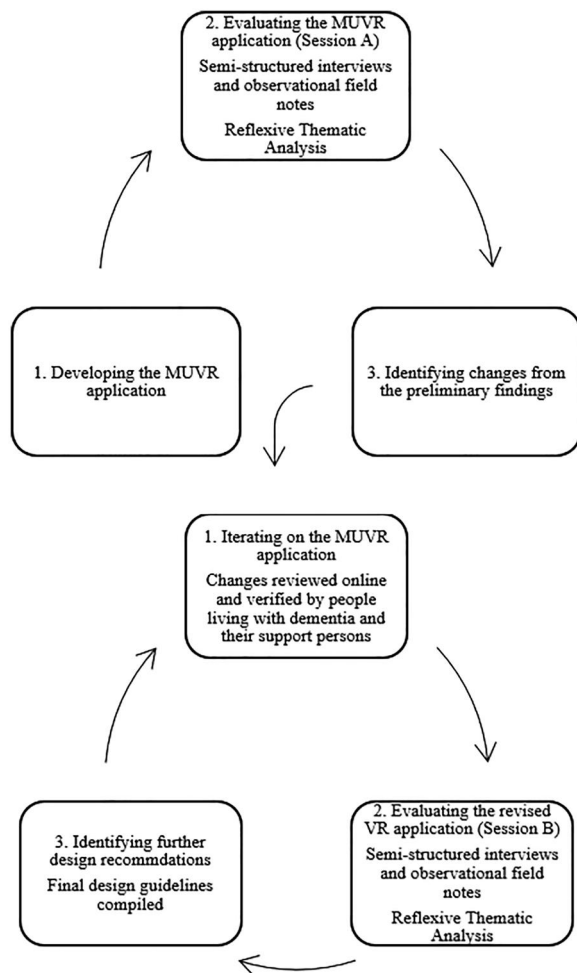 2. Evaluating the MUVR
application (Session A)
Semi-structured interviews
and observational field
notes
Reflexive Thematic
Analysis
1. Developing the MUVR
application
3. Identifying changes from
the preliminary findings
1. Iterating on the MUVR
application
Changes reviewed online
and verified by people
living with dementia and
their support persons
3. Identifying further
design recommdations
Final design guidelines
compiled
2. Evaluating the revised
VR application (Session B)
Semi-structured interviews
and observational field
notes
Reflexive Thematic
Analysis